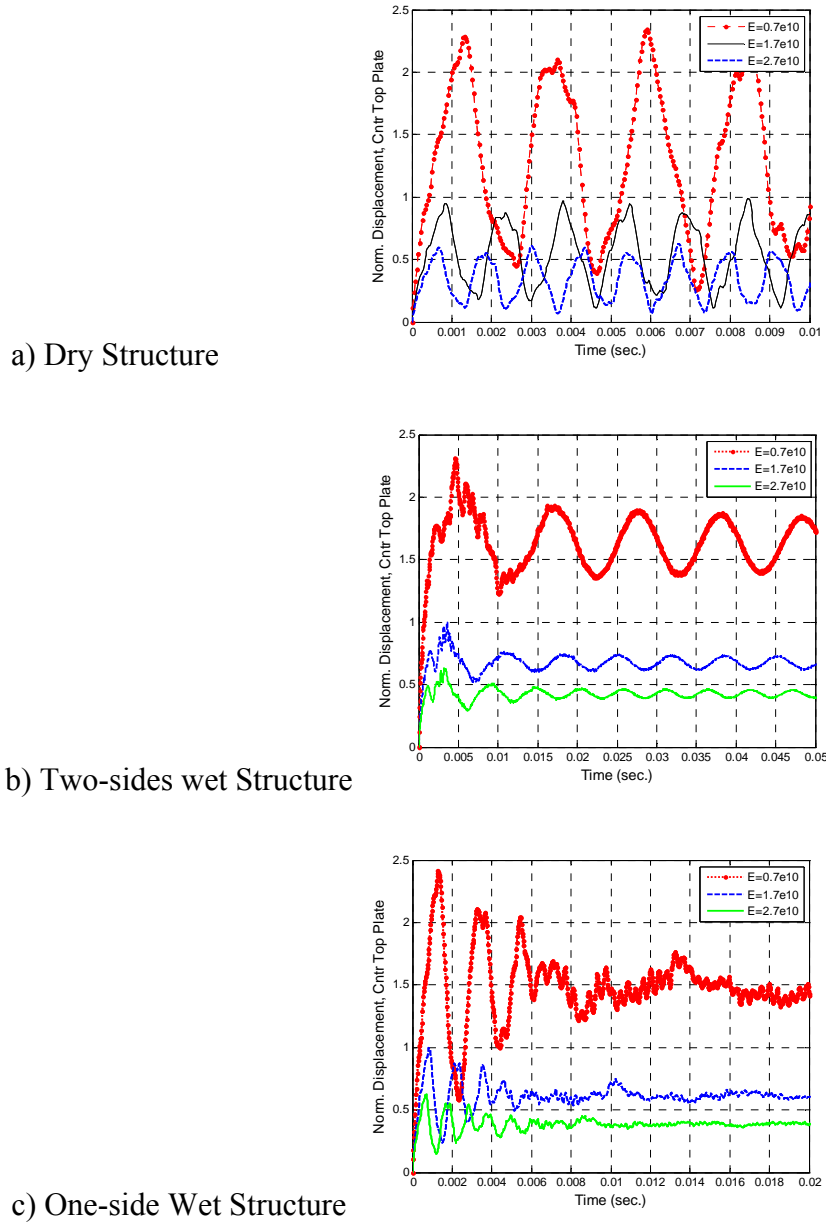 2.5
2
1.5
1
0.5
0
Norm. Displacement, Cntr Top Plate
E=0.7e10
E=1.7e10
E=2.7e10
0 0.001 0.002 0.003 0.004 0.005 0.006 0.007 0.008 0.009 0.01
Time (sec.)
a) Dry Structure
2.5
2
1.5
1
0.5
0
Norm. Displacement, Cntr Top Plate
E=0.7e10
E=1.7e10
E=2.7e10
0 0.005 0.01 0.015 0.02 0.025 0.03 0.035 0.04 0.045 0.05
Time (sec.)
b) Two-sides wet Structure
2.5
2
1.5
1
0.5
0
Norm. Displacement, Cntr Top Plate
E=0.7e10
E=1.7e10
E=2.7e10
0 0.002 0.004 0.006 0.008 0.01 0.012 0.014 0.016 0.018 0.02
Time (sec.)
c) One-side Wet Structure